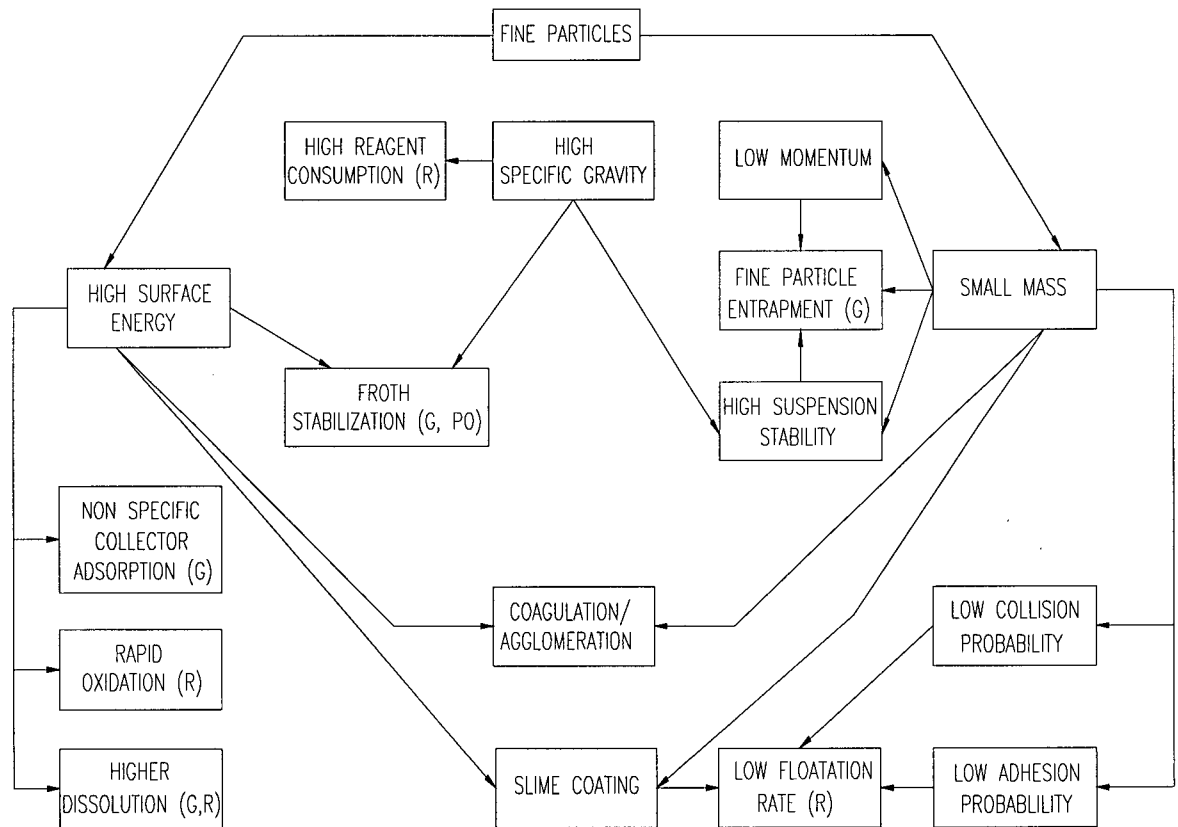 FINE PARTICLES
HIGH REAGENT
CONSUMPTION (R)
HIGH
SPECIFIC GRAVITY
LOW MOMENTUM
HIGH SURFACE
ENERGY
FINE PARTICLE
ENTRAPMENT (G)
SMALL MASS
FROTH
STABILIZATION (G, PO)
HIGH SUSPENSION
STABILITY
NON SPECIFIC
COLLECTOR
ADSORPTION (G)
COAGULATION/
AGGLOMERATION
LOW COLLISION
PROBABILITY
RAPID
OXIDATION (R)
HIGHER
DISSOLUTION (G,R)
SLIME COATING
LOW FLOATATION
RATE (R)
LOW ADHESION
PROBABLILITY